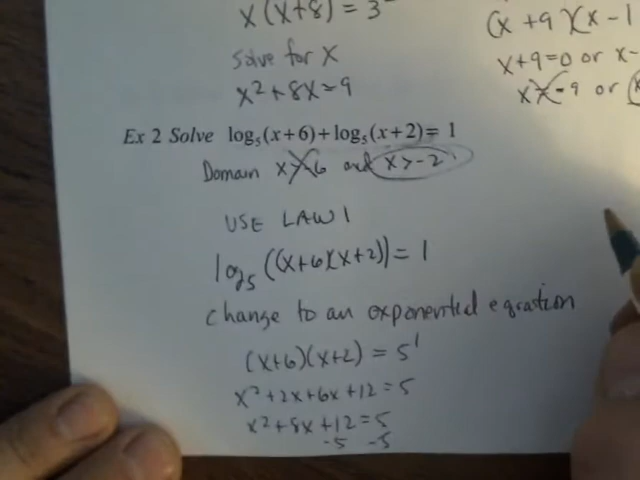 x(x+8) = 3
(x+9)(x-1
Solve for x
x+9=0 or x-
x²+8x=9
x=-9 or
Ex 2 Solve log₅(x+6)+log₅(x+2)=1
Domain x>-6 and x>-2
USE LAW 1
log₅((x+6)(x+2))=1
change to an exponential equation
(x+6)(x+2)=5¹
x²+2x+6x+12=5
x²+8x+12=5
-5 -5